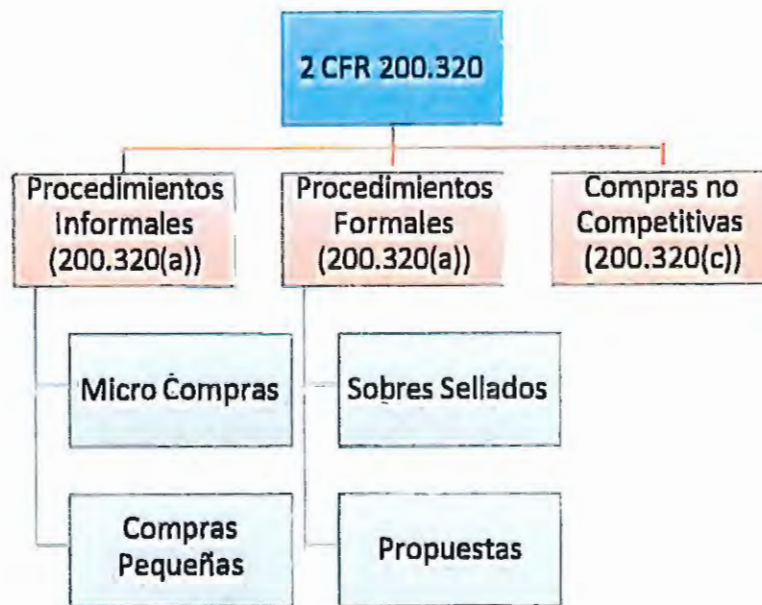 2 CFR 200.320
Procedimientos
Informales
(200.320(a))
Procedimientos
Formales
(200.320(a))
Compras no
Competitivas
(200.320(c))
Micro Compras
Sobres Sellados
Compras
Pequeñas
Propuestas